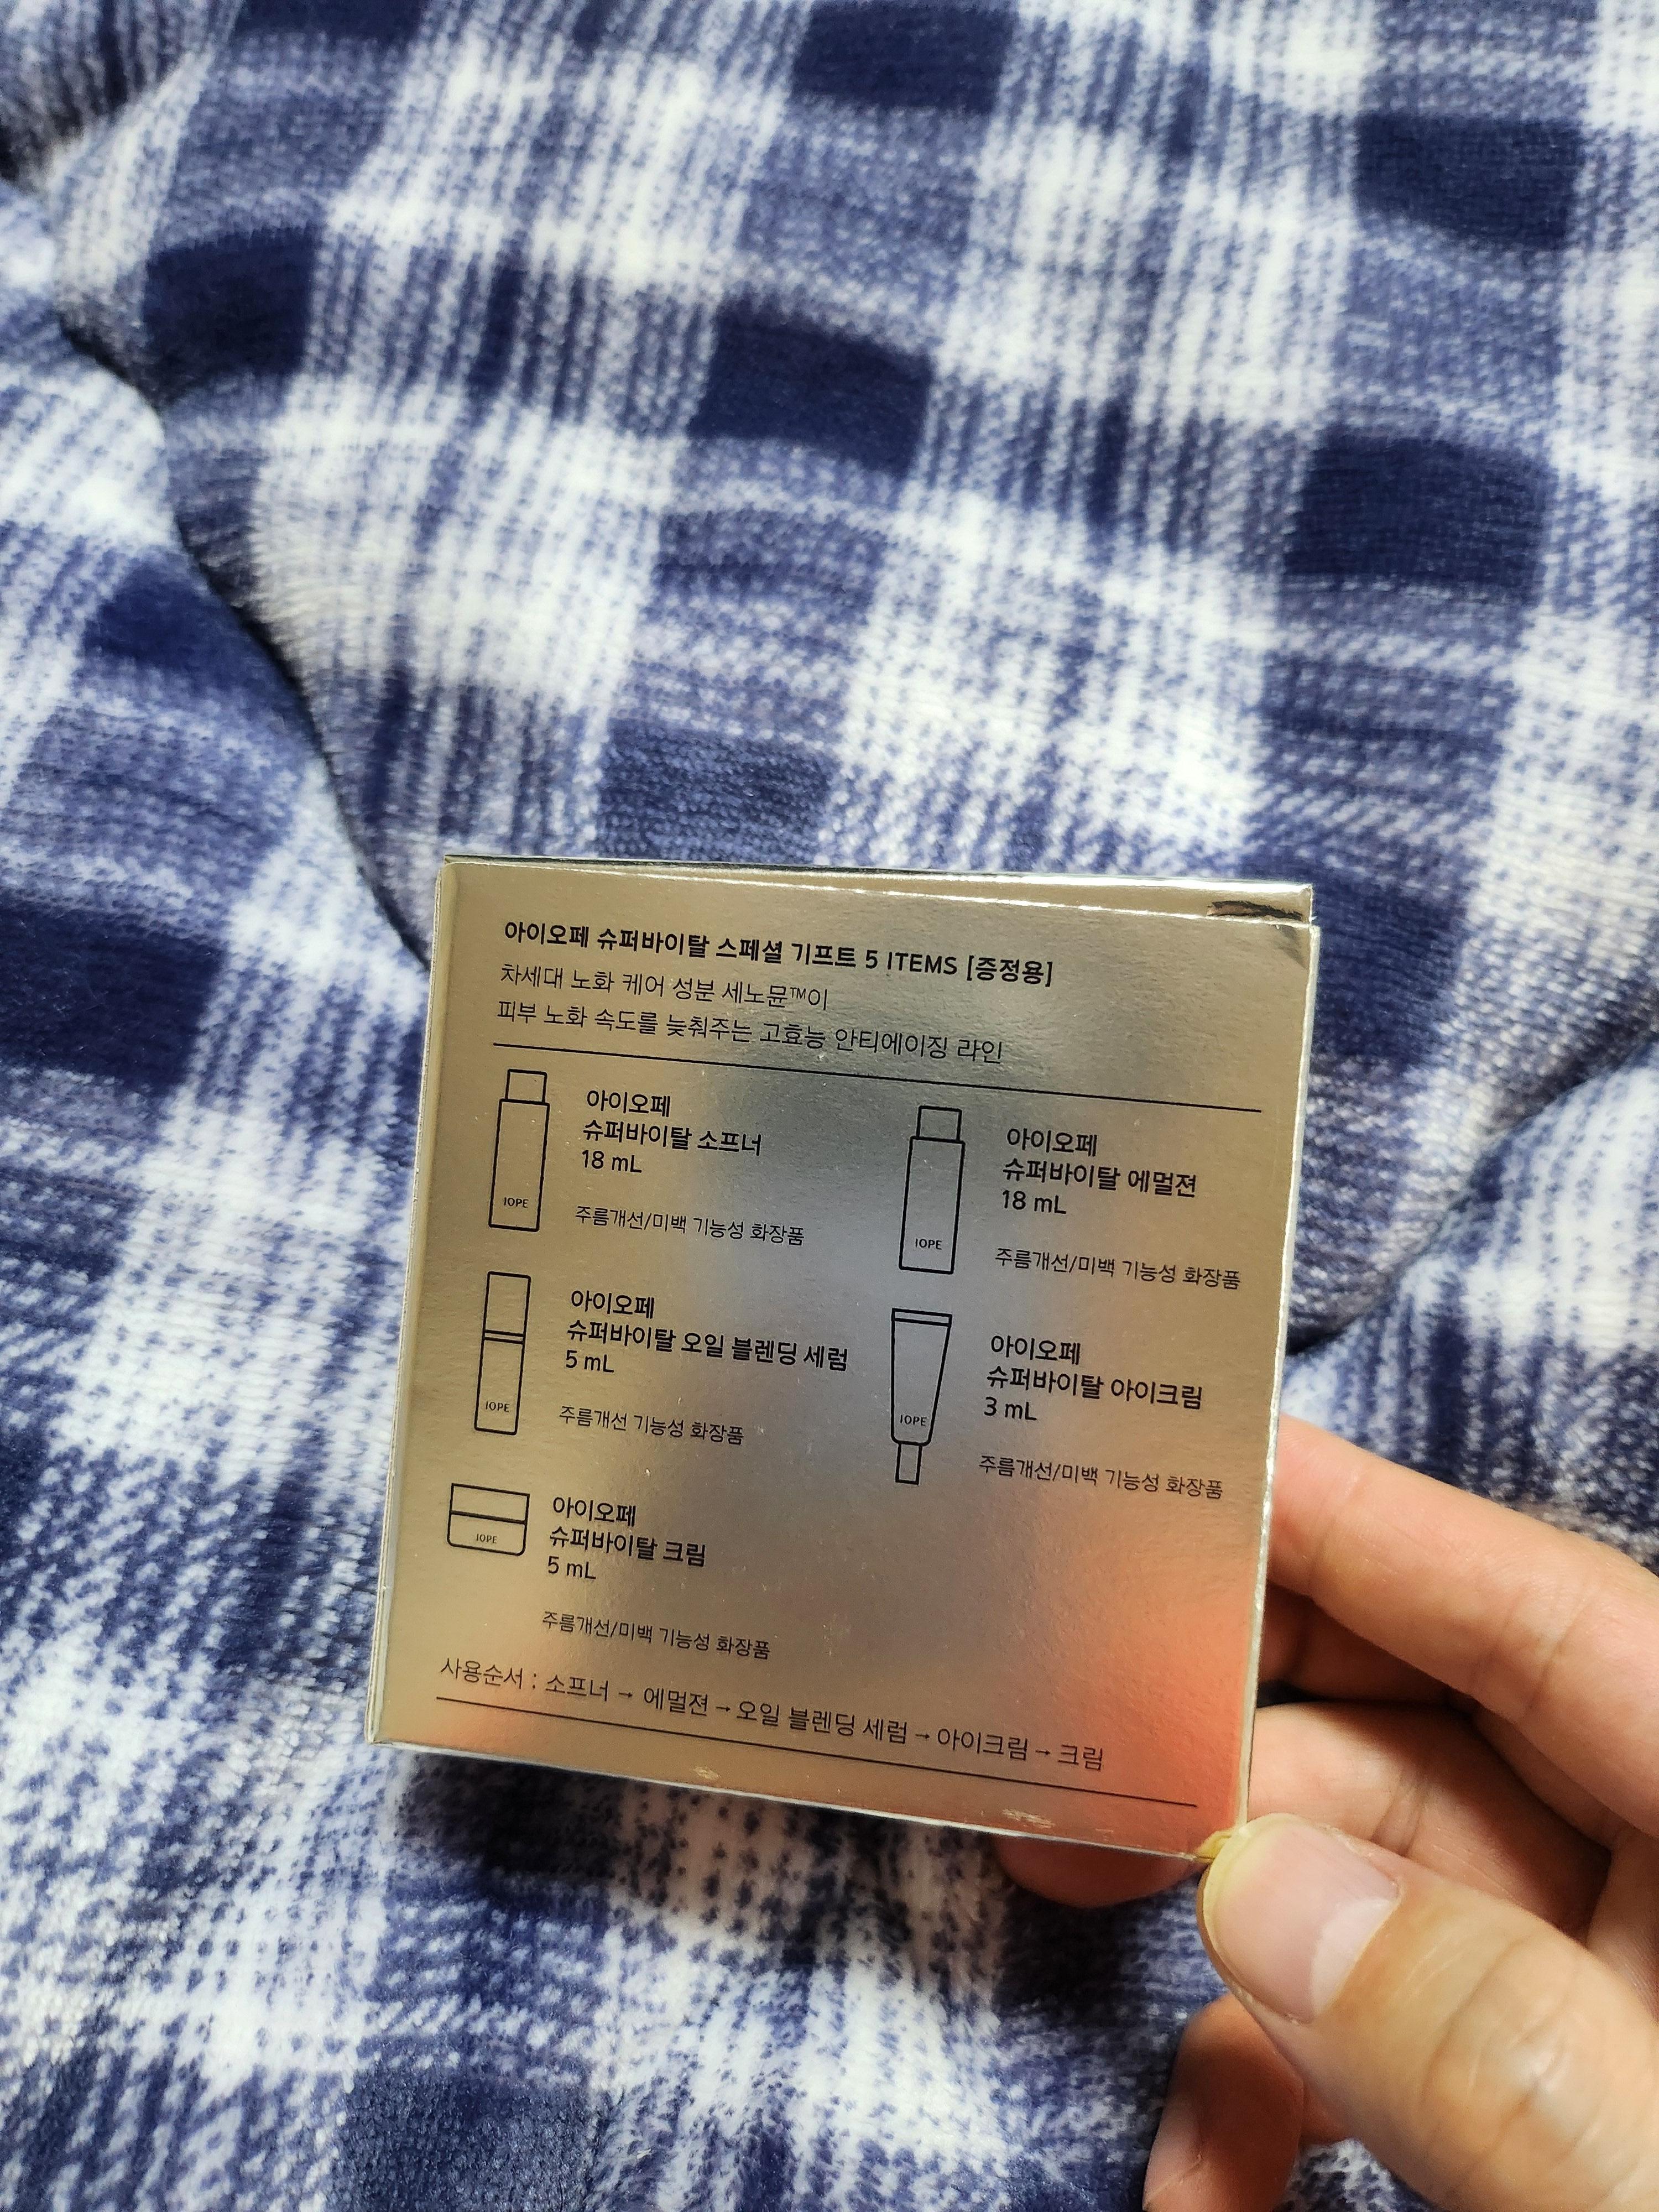 아이오페 슈퍼바이탈 스페셜 기프트 5 ITEMS [증정용]
차세대 노화 케어 성분 세노뮨™이
피부 노화 속도를 늦춰주는 고효능 안티에이징 라인
IOPE
아이오페
슈퍼바이탈 소프너
18 mL
주름개선/미백 기능성 화장품
IOPE
아이오페
슈퍼바이탈 에멀젼
18 mL
주름개선/미백 기능성 화장품
IOPE
아이오페
슈퍼바이탈 오일 블렌딩 세럼
5 mL
주름개선 기능성 화장품
IOPE
아이오페
슈퍼바이탈 아이크림
3 mL
주름개선/미백 기능성 화장품
IOPE
아이오페
슈퍼바이탈 크림
5 mL
주름개선/미백 기능성 화장품
사용순서 : 소프너 → 에멀젼 → 오일 블렌딩 세럼 → 아이크림 → 크림